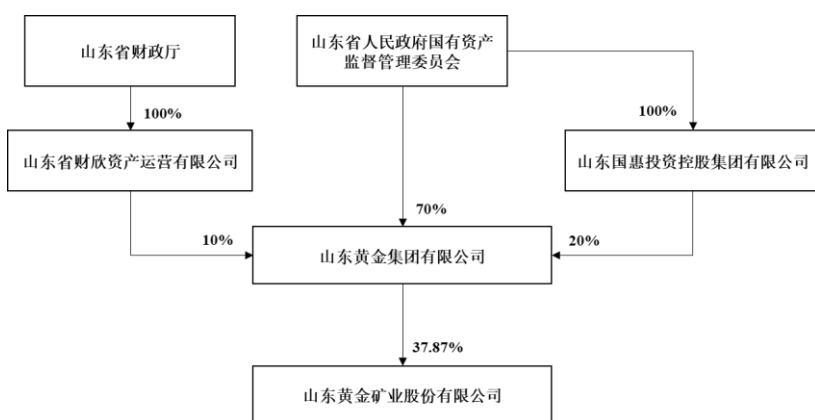 山东省财政厅
山东省人民政府国有资产
监督管理委员会
100%
100%
山东省财欣资产运营有限公司
山东国惠投资控股集团有限公司
70%
10%
20%
山东黄金集团有限公司
37.87%
山东黄金矿业股份有限公司